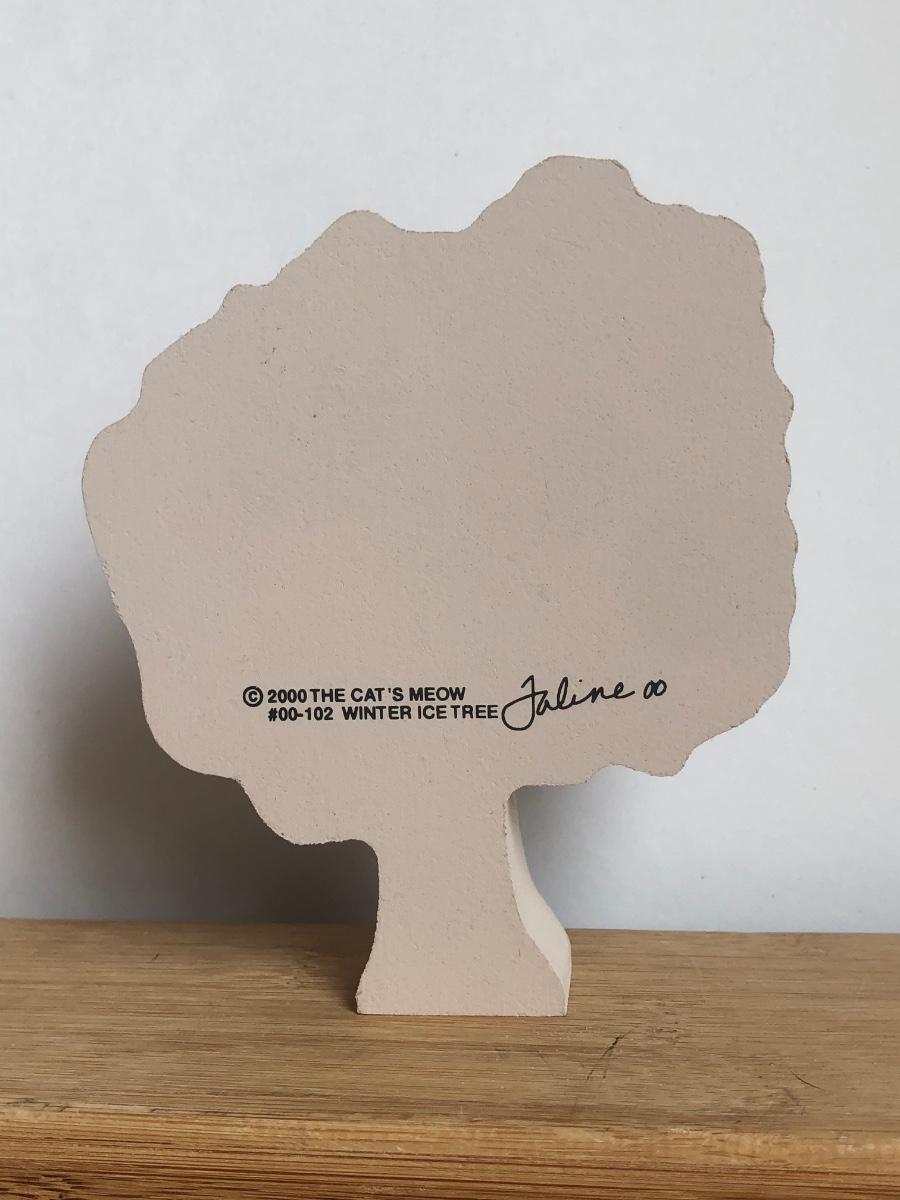 © 2000 THE CAT'S MEOW
#00-102 WINTER ICE TREE Faline 00